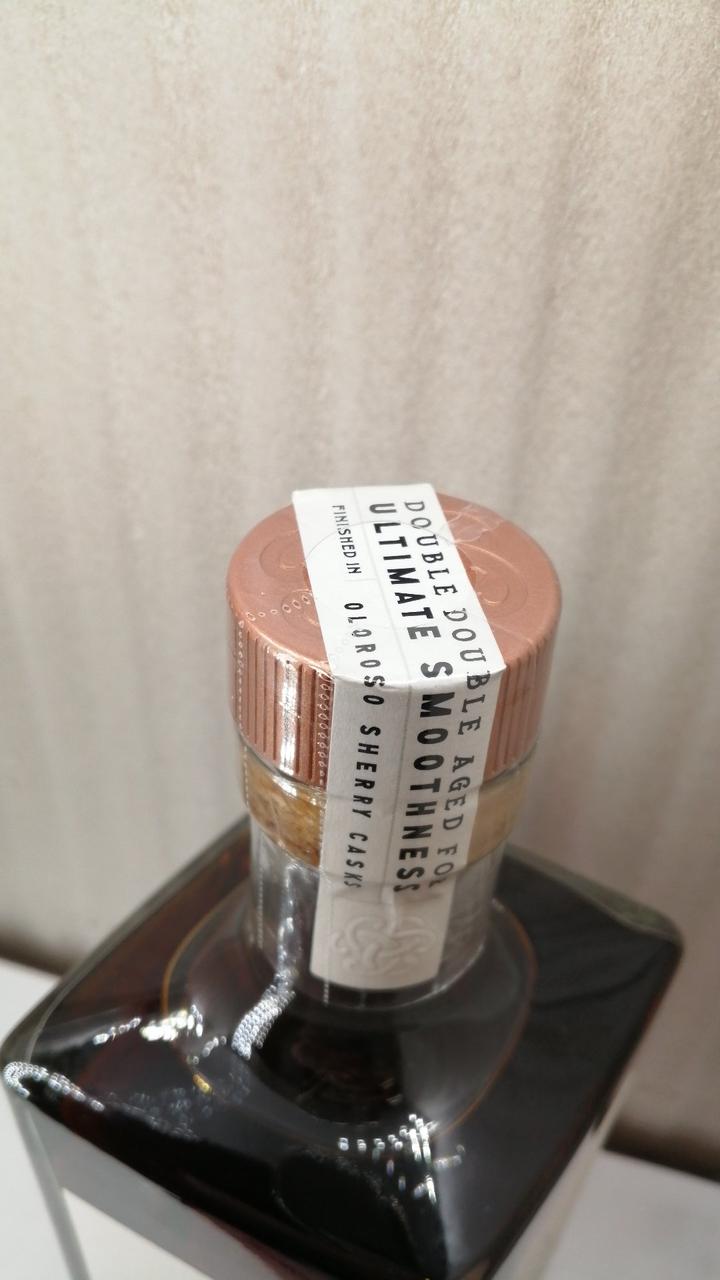 DOUBLE DOUBLE AGED FOR
ULTIMATE SMOOTHNESS
FINISHED IN OLOROSO SHERRY CASKS